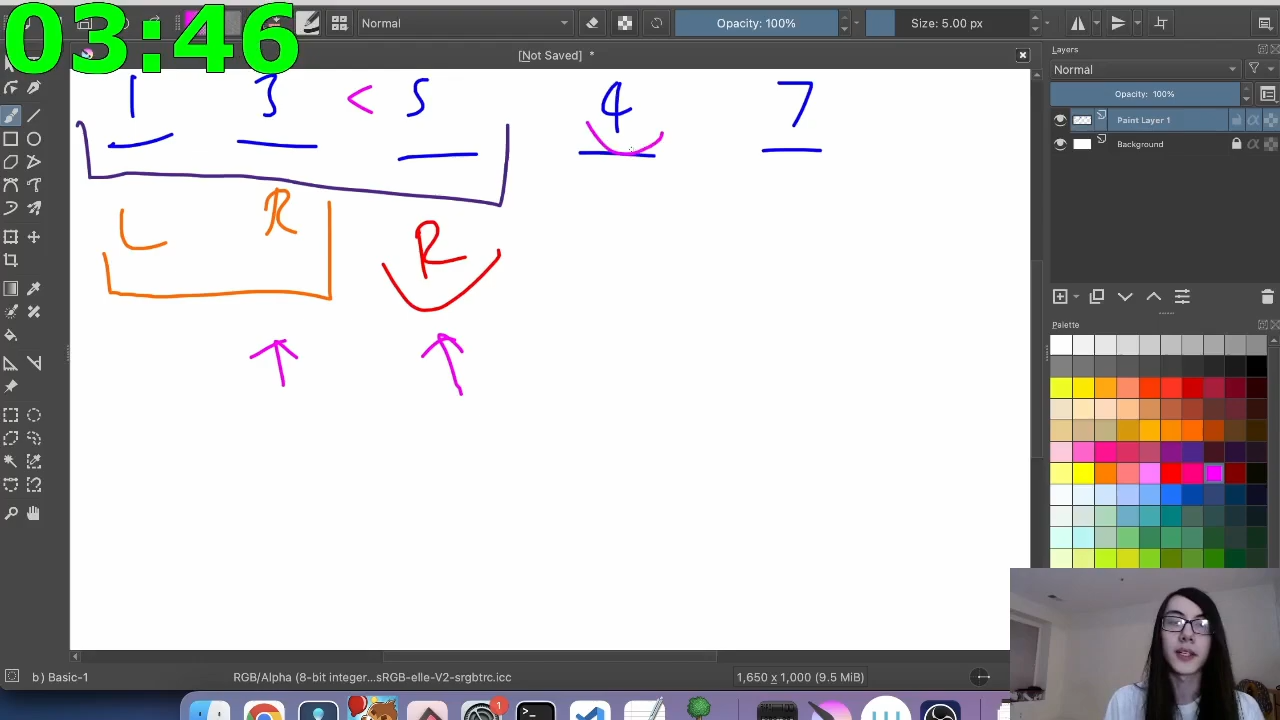 03:46
Normal
Opacity: 100%
Size: 5.00 px
[Not Saved] *
Layers
Normal
Opacity: 100%
Paint Layer 1
Background
1 3 < 5 4 7
L R
R
Palette
b) Basic-1
RGB/Alpha (8-bit integer...sRGB-elle-V2-srgbtrc.icc
1,650 x 1,000 (9.5 MiB)
1